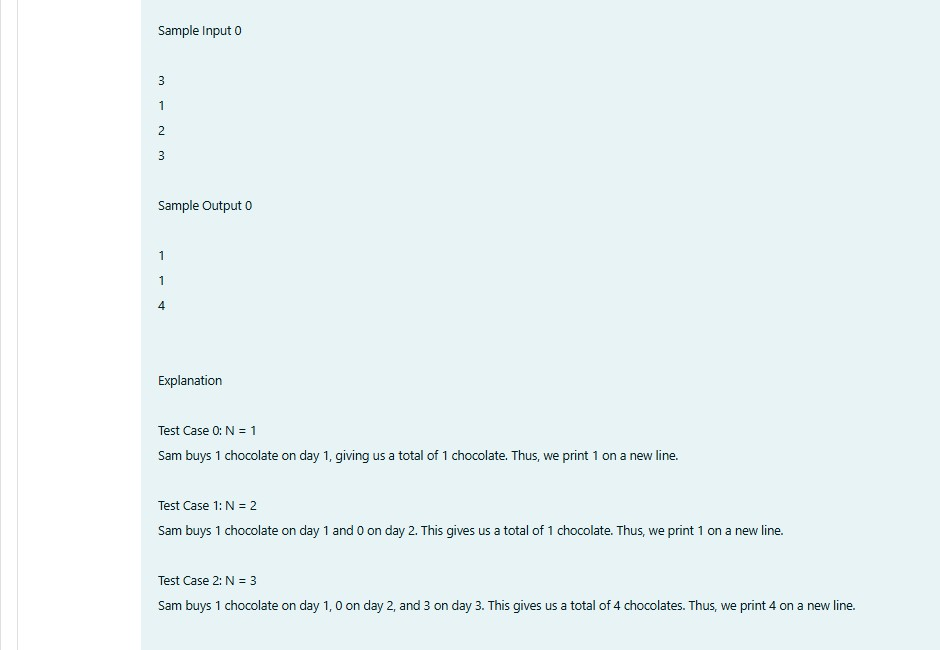 Sample Input 0
3
1
2
3
Sample Output 0
1
1
4
Explanation
Test Case 0: N = 1
Sam buys 1 chocolate on day 1, giving us a total of 1 chocolate. Thus, we print 1 on a new line.
Test Case 1: N = 2
Sam buys 1 chocolate on day 1 and 0 on day 2. This gives us a total of 1 chocolate. Thus, we print 1 on a new line.
Test Case 2: N = 3
Sam buys 1 chocolate on day 1, 0 on day 2, and 3 on day 3. This gives us a total of 4 chocolates. Thus, we print 4 on a new line.